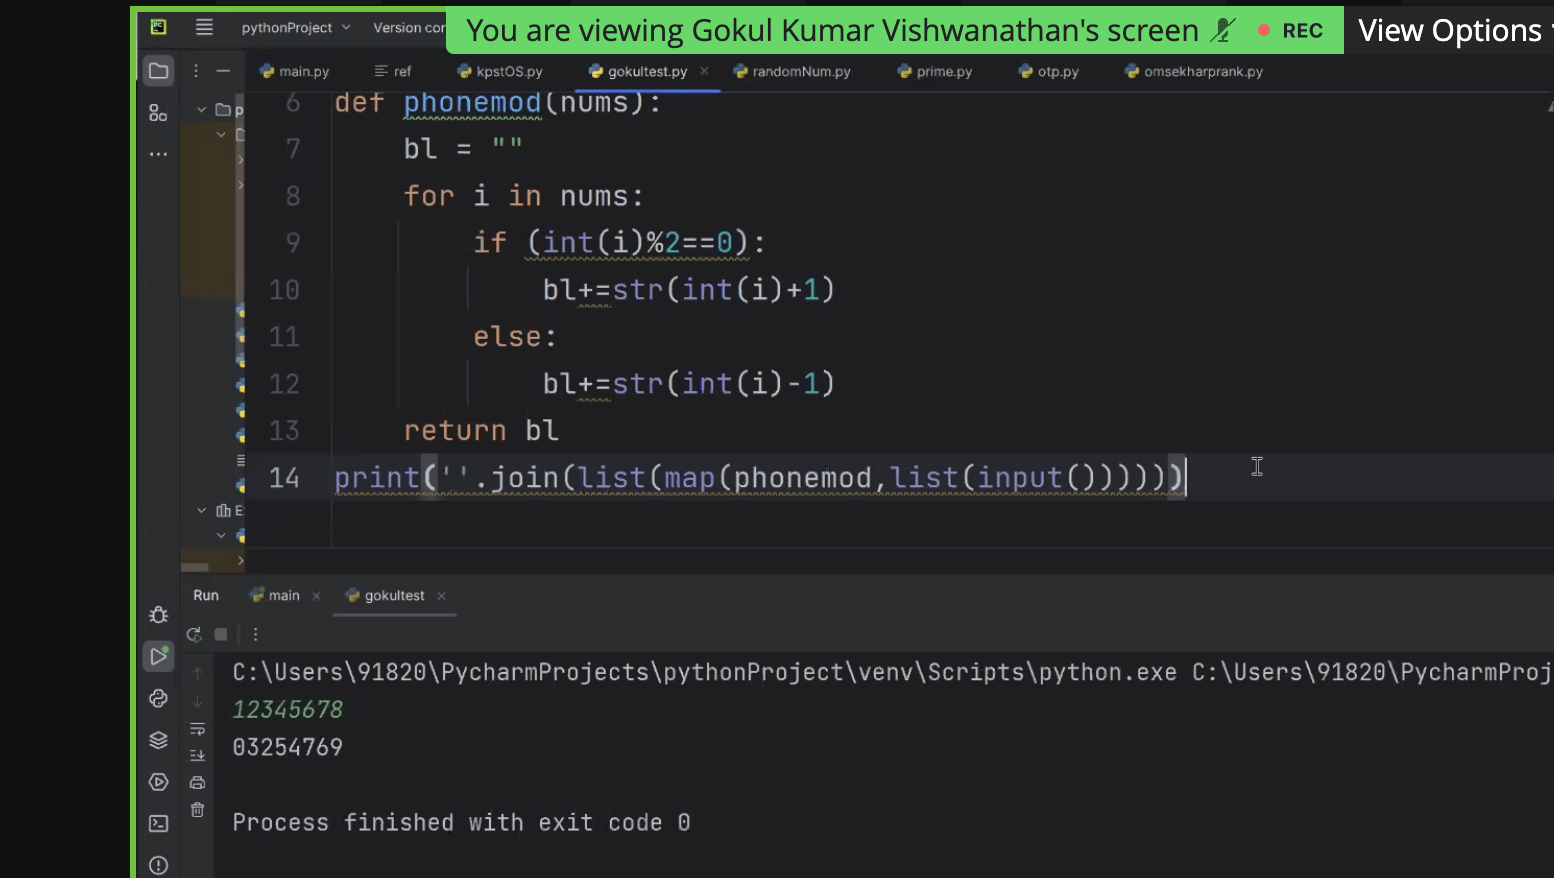 PC pythonProject Version cor You are viewing Gokul Kumar Vishwanathan's screen REC View Options
main.py ref kpstOS.py gokultest.py randomNum.py prime.py otp.py omsekharprank.py
p
6 def phonemod(nums):
7 bl = ""
8 for i in nums:
9 if (int(i)%2==0):
10 bl+=str(int(i)+1)
11 else:
12 bl+=str(int(i)-1)
13 return bl
14 print(''.join(list(map(phonemod,list(input())))))
E
Run main gokultest
C:\Users\91820\PycharmProjects\pythonProject\venv\Scripts\python.exe C:\Users\91820\PycharmProj
12345678
03254769
Process finished with exit code 0